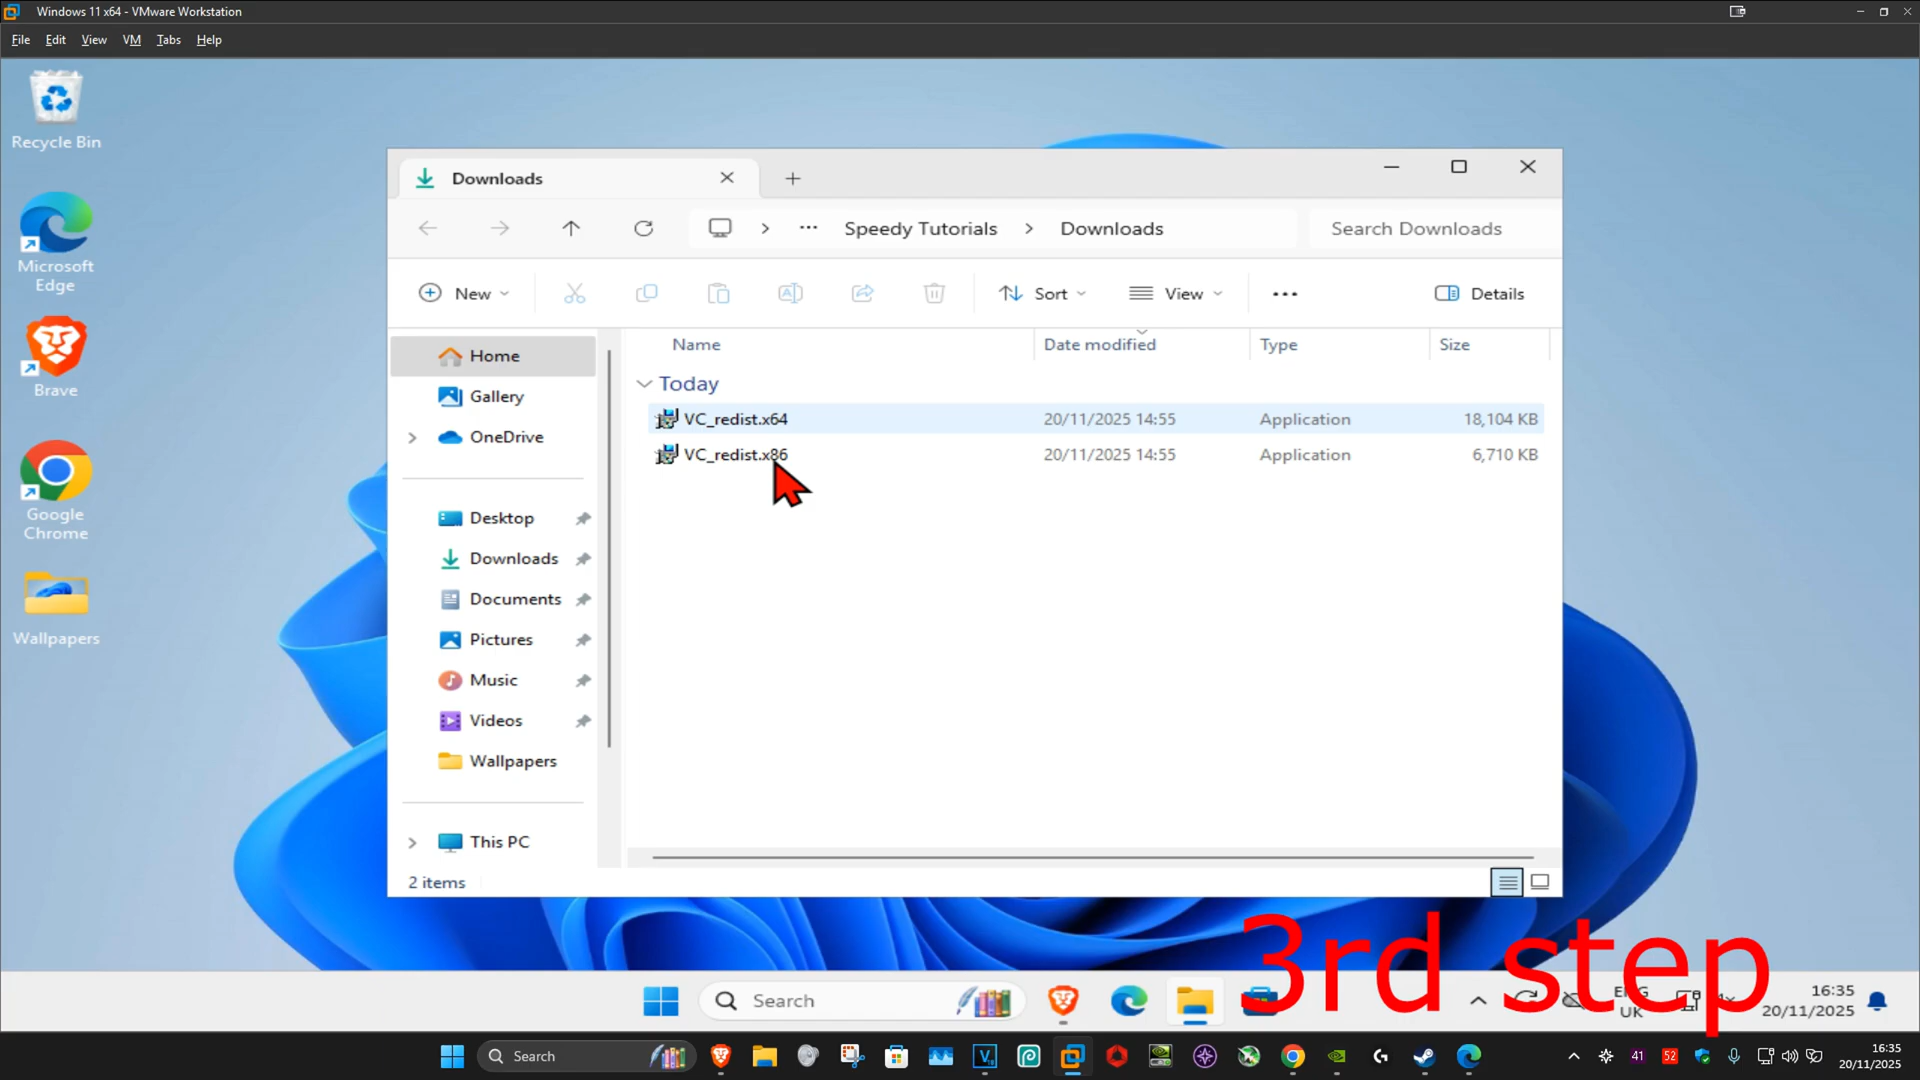 Windows 11 x64 - VMware Workstation
File Edit View VM Tabs Help
Recycle Bin
Microsoft
Edge
Brave
Google
Chrome
Wallpapers
Downloads
Speedy Tutorials
Downloads
Search Downloads
New
Sort
View
Details
Home
Gallery
OneDrive
Desktop
Downloads
Documents
Pictures
Music
Videos
Wallpapers
This PC
Name Date modified Type Size
Today
VC_redist.x64 20/11/2025 14:55 Application 18,104 KB
VC_redist.x86 20/11/2025 14:55 Application 6,710 KB
2 items
3rd step
Search
ENG
UK
16:35
20/11/2025
Search
41
52
16:35
20/11/2025